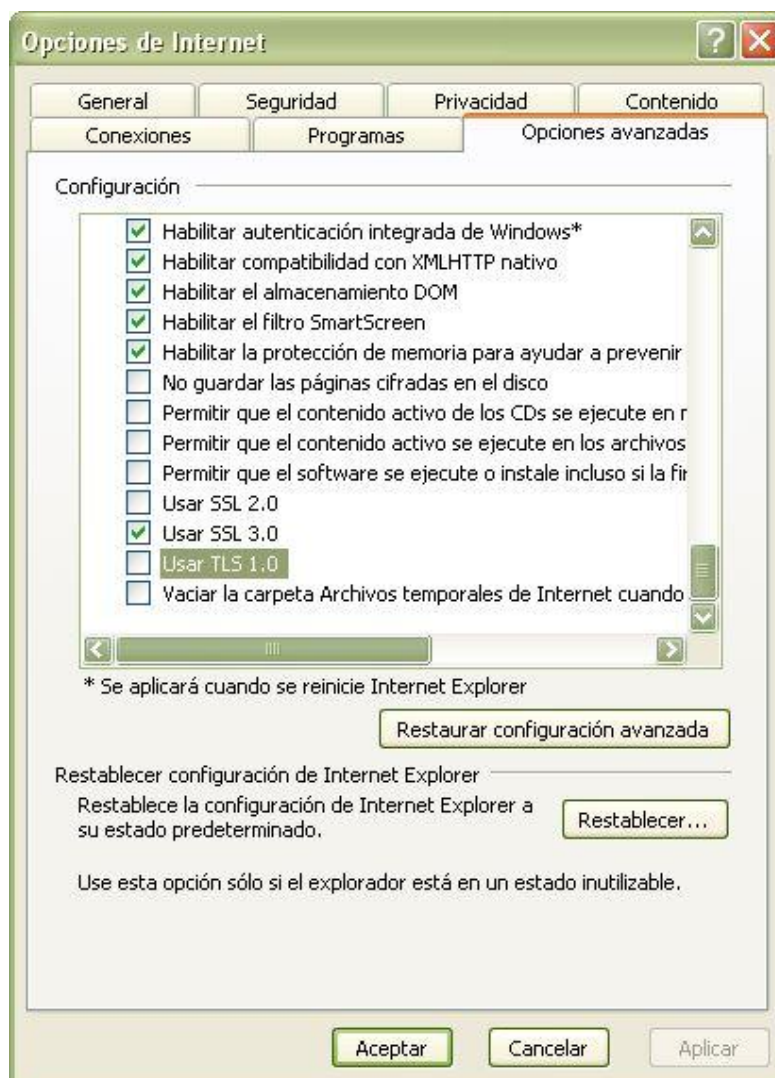 Opciones de Internet
General
Seguridad
Privacidad
Contenido
Conexiones
Programas
Opciones avanzadas
Configuración
Habilitar autenticación integrada de Windows*
Habilitar compatibilidad con XMLHTTP nativo
Habilitar el almacenamiento DOM
Habilitar el filtro SmartScreen
Habilitar la protección de memoria para ayudar a prevenir
No guardar las páginas cifradas en el disco
Permitir que el contenido activo de los CDs se ejecute en
Permitir que el contenido activo se ejecute en los archivos
Permitir que el software se ejecute o instale incluso si la
Usar SSL 2.0
Usar SSL 3.0
Usar TLS 1.0
Vaciar la carpeta Archivos temporales de Internet cuando
* Se aplicará cuando se reinicie Internet Explorer
Restaurar configuración avanzada
Restablecer configuración de Internet Explorer
Restablece la configuración de Internet Explorer a
su estado predeterminado.
Restablecer...
Use esta opción sólo si el explorador está en un estado inutilizable.
Aceptar
Cancelar
Aplicar